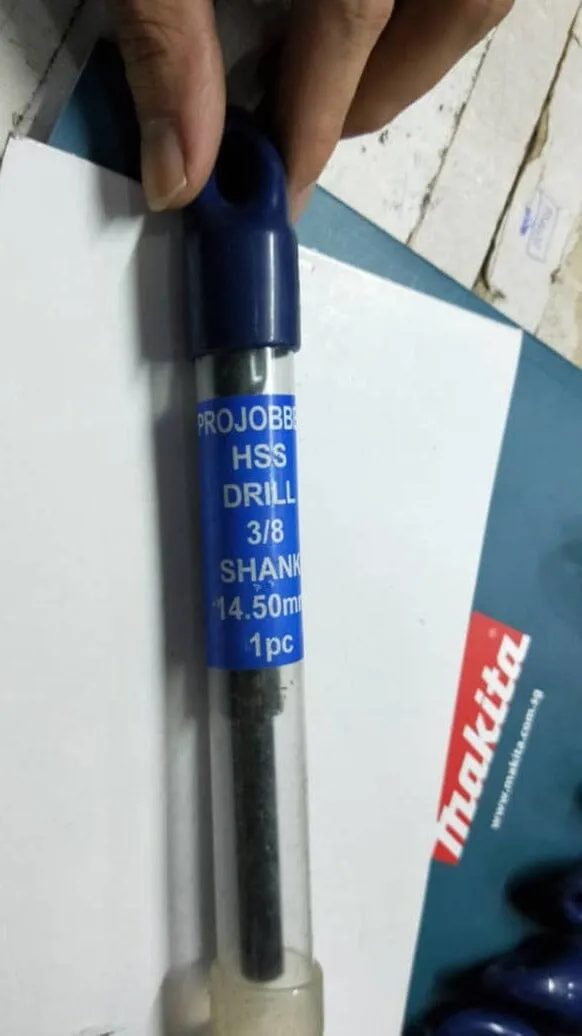 PROJOBBE
HSS
DRILL
3/8
SHANK
14.50mm
1pc
makita
www.makita.com.sg